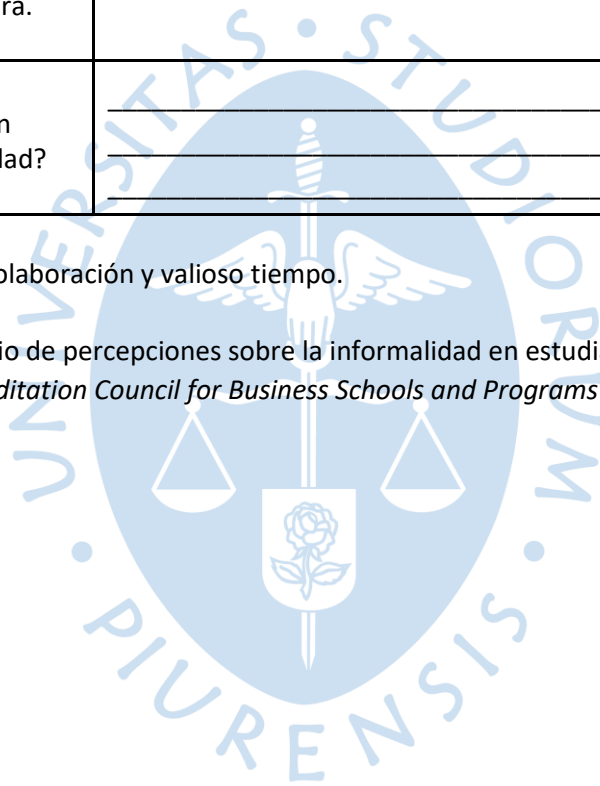 ra.
n
dad?
olaboración y valioso tiempo.
io de percepciones sobre la informalidad en estudi
ditation Council for Business Schools and Programs
UNIVERSITAS • STUDIORUM • PIURENSIS •